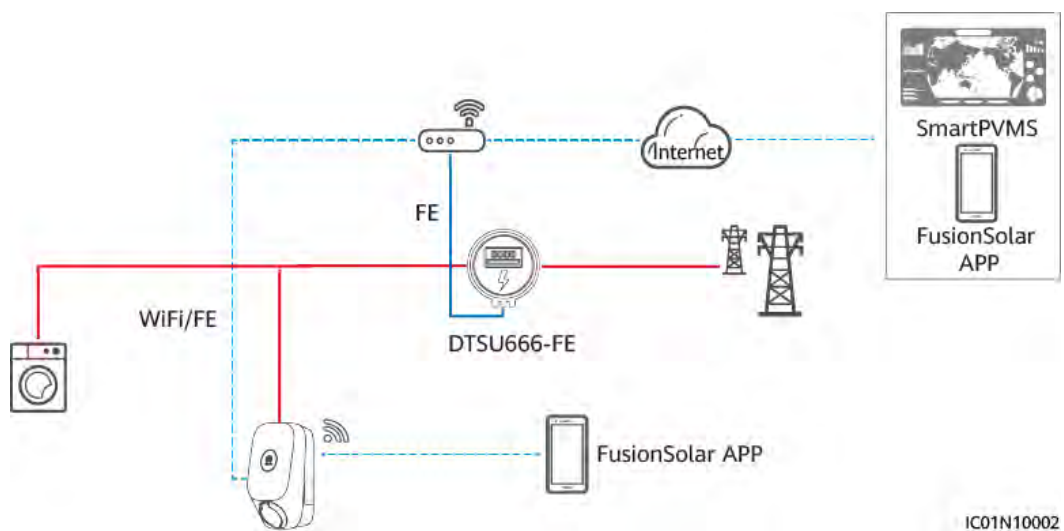 SmartPVMS
Internet
FE
FusionSolar
APP
WiFi/FE
DTSU666-FE
FusionSolar APP
IC01N10002